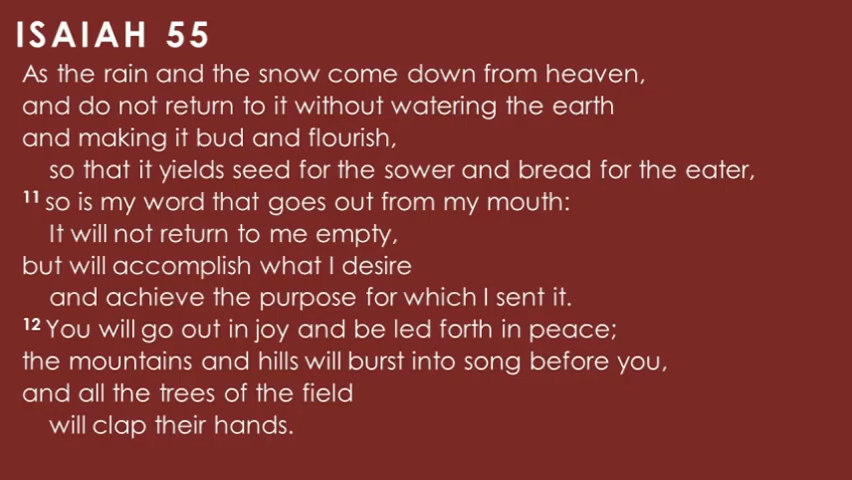 ISAIAH 55
As the rain and the snow come down from heaven,
and do not return to it without watering the earth
and making it bud and flourish,
so that it yields seed for the sower and bread for the eater,
11 so is my word that goes out from my mouth:
It will not return to me empty,
but will accomplish what I desire
and achieve the purpose for which I sent it.
12 You will go out in joy and be led forth in peace;
the mountains and hills will burst into song before you,
and all the trees of the field
will clap their hands.